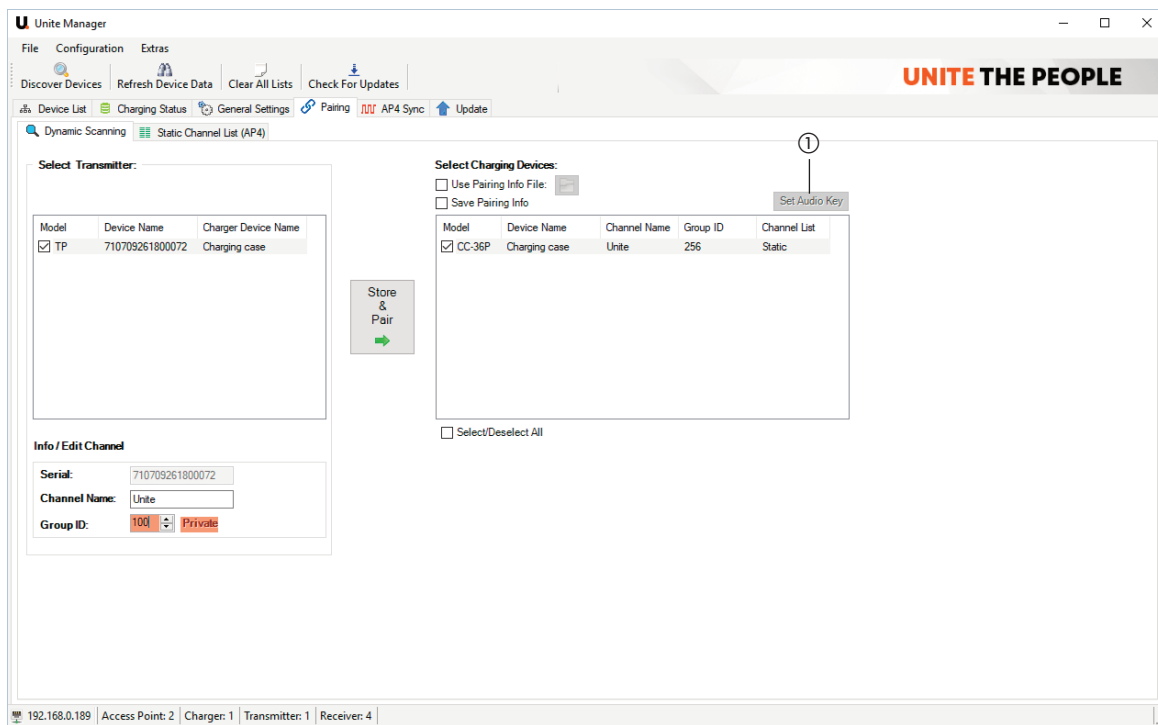 U. Unite Manager
File Configuration Extras
Discover Devices Refresh Device Data Clear All Lists Check For Updates
UNITE THE PEOPLE
Device List Charging Status General Settings Pairing AP4 Sync Update
Dynamic Scanning Static Channel List (AP4)
①
Select Transmitter:
Select Charging Devices:
Use Pairing Info File:
Save Pairing Info
Set Audio Key
Model Device Name Charger Device Name
TP 710709261800072 Charging case
Model Device Name Channel Name Group ID Channel List
CC-36P Charging case Unite 256 Static
Store
&
Pair
Select/Deselect All
Info / Edit Channel
Serial: 710709261800072
Channel Name: Unite
Group ID: 100 Private
192.168.0.189 Access Point: 2 Charger: 1 Transmitter: 1 Receiver: 4